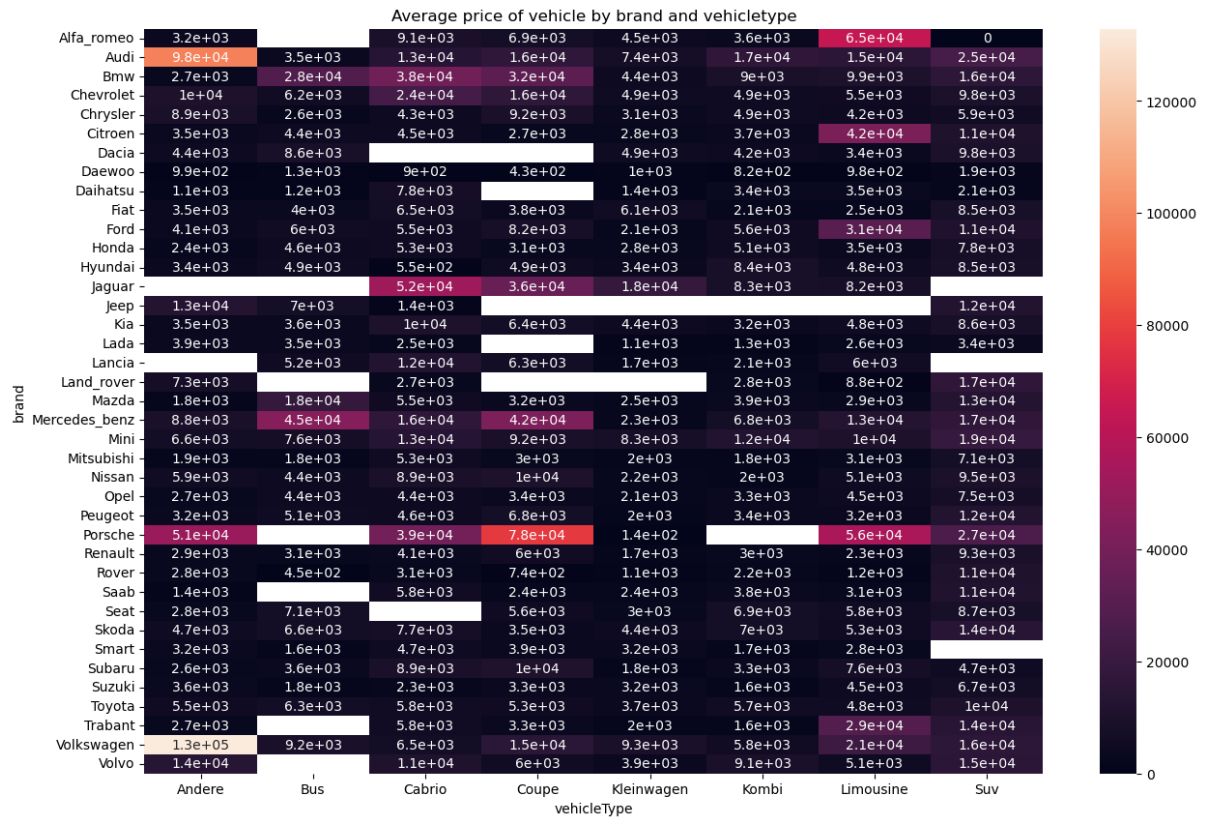 Average price of vehicle by brand and vehicletype
Alfa_romeo 3.2e+03 9.1e+03 6.9e+03 4.5e+03 3.6e+03 6.5e+04 0
Audi 9.8e+04 3.5e+03 1.3e+04 1.6e+04 7.4e+03 1.7e+04 1.5e+04 2.5e+04
Bmw 2.7e+03 2.8e+04 3.8e+04 3.2e+04 4.4e+03 9e+03 9.9e+03 1.6e+04
Chevrolet 1e+04 6.2e+03 2.4e+04 1.6e+04 4.9e+03 4.9e+03 5.5e+03 9.8e+03
Chrysler 8.9e+03 2.6e+03 4.3e+03 9.2e+03 3.1e+03 4.9e+03 4.2e+03 5.9e+03
Citroen 3.5e+03 4.4e+03 4.5e+03 2.7e+03 2.8e+03 3.7e+03 4.2e+04 1.1e+04
Dacia 4.4e+03 8.6e+03 4.9e+03 4.2e+03 3.4e+03 9.8e+03
Daewoo 9.9e+02 1.3e+03 9e+02 4.3e+02 1e+03 8.2e+02 9.8e+02 1.9e+03
Daihatsu 1.1e+03 1.2e+03 7.8e+03 1.4e+03 3.4e+03 3.5e+03 2.1e+03
Fiat 3.5e+03 4e+03 6.5e+03 3.8e+03 6.1e+03 2.1e+03 2.5e+03 8.5e+03
Ford 4.1e+03 6e+03 5.5e+03 8.2e+03 2.1e+03 5.6e+03 3.1e+04 1.1e+04
Honda 2.4e+03 4.6e+03 5.3e+03 3.1e+03 2.8e+03 5.1e+03 3.5e+03 7.8e+03
Hyundai 3.4e+03 4.9e+03 5.5e+02 4.9e+03 3.4e+03 8.4e+03 4.8e+03 8.5e+03
Jaguar 5.2e+04 3.6e+04 1.8e+04 8.3e+03 8.2e+03
Jeep 1.3e+04 7e+03 1.4e+03 1.2e+04
Kia 3.5e+03 3.6e+03 1e+04 6.4e+03 4.4e+03 3.2e+03 4.8e+03 8.6e+03
Lada 3.9e+03 3.5e+03 2.5e+03 1.1e+03 1.3e+03 2.6e+03 3.4e+03
Lancia 5.2e+03 1.2e+04 6.3e+03 1.7e+03 2.1e+03 6e+03
Land_rover 7.3e+03 2.7e+03 2.8e+03 8.8e+02 1.7e+04
Mazda 1.8e+03 1.8e+04 5.5e+03 3.2e+03 2.5e+03 3.9e+03 2.9e+03 1.3e+04
Mercedes_benz 8.8e+03 4.5e+04 1.6e+04 4.2e+04 2.3e+03 6.8e+03 1.3e+04 1.7e+04
Mini 6.6e+03 7.6e+03 1.3e+04 9.2e+03 8.3e+03 1.2e+04 1e+04 1.9e+04
Mitsubishi 1.9e+03 1.8e+03 5.3e+03 3e+03 2e+03 1.8e+03 3.1e+03 7.1e+03
Nissan 5.9e+03 4.4e+03 8.9e+03 1e+04 2.2e+03 2e+03 5.1e+03 9.5e+03
Opel 2.7e+03 4.4e+03 4.4e+03 3.4e+03 2.1e+03 3.3e+03 4.5e+03 7.5e+03
Peugeot 3.2e+03 5.1e+03 4.6e+03 6.8e+03 2e+03 3.4e+03 3.2e+03 1.2e+04
Porsche 5.1e+04 3.9e+04 7.8e+04 1.4e+02 5.6e+04 2.7e+04
Renault 2.9e+03 3.1e+03 4.1e+03 6e+03 1.7e+03 3e+03 2.3e+03 9.3e+03
Rover 2.8e+03 4.5e+02 3.1e+03 7.4e+02 1.1e+03 2.2e+03 1.2e+03 1.1e+04
Saab 1.4e+03 5.8e+03 2.4e+03 2.4e+03 3.8e+03 3.1e+03 1.1e+04
Seat 2.8e+03 7.1e+03 5.6e+03 3e+03 6.9e+03 5.8e+03 8.7e+03
Skoda 4.7e+03 6.6e+03 7.7e+03 3.5e+03 4.4e+03 7e+03 5.3e+03 1.4e+04
Smart 3.2e+03 1.6e+03 4.7e+03 3.9e+03 3.2e+03 1.7e+03 2.8e+03
Subaru 2.6e+03 3.6e+03 8.9e+03 1e+04 1.8e+03 3.3e+03 7.6e+03 4.7e+03
Suzuki 3.6e+03 1.8e+03 2.3e+03 3.3e+03 3.2e+03 1.6e+03 4.5e+03 6.7e+03
Toyota 5.5e+03 6.3e+03 5.8e+03 5.3e+03 3.7e+03 5.7e+03 4.8e+03 1e+04
Trabant 2.7e+03 5.8e+03 3.3e+03 2e+03 1.6e+03 2.9e+04 1.4e+04
Volkswagen 1.3e+05 9.2e+03 6.5e+03 1.5e+04 9.3e+03 5.8e+03 2.1e+04 1.6e+04
Volvo 1.4e+04 1.1e+04 6e+03 3.9e+03 9.1e+03 5.1e+03 1.5e+04
Andere Bus Cabrio Coupe Kleinwagen Kombi Limousine Suv
vehicleType
brand
120000
100000
80000
60000
40000
20000
0